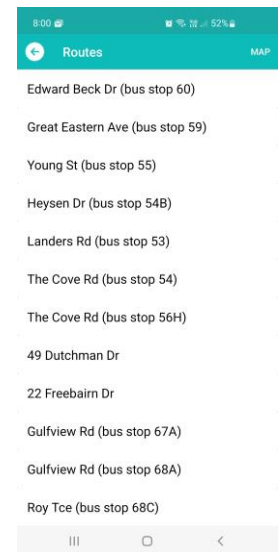 8:00 52%
Routes MAP
Edward Beck Dr (bus stop 60)
Great Eastern Ave (bus stop 59)
Young St (bus stop 55)
Heysen Dr (bus stop 54B)
Landers Rd (bus stop 53)
The Cove Rd (bus stop 54)
The Cove Rd (bus stop 56H)
49 Dutchman Dr
22 Freebairn Dr
Gulfview Rd (bus stop 67A)
Gulfview Rd (bus stop 68A)
Roy Tce (bus stop 68C)